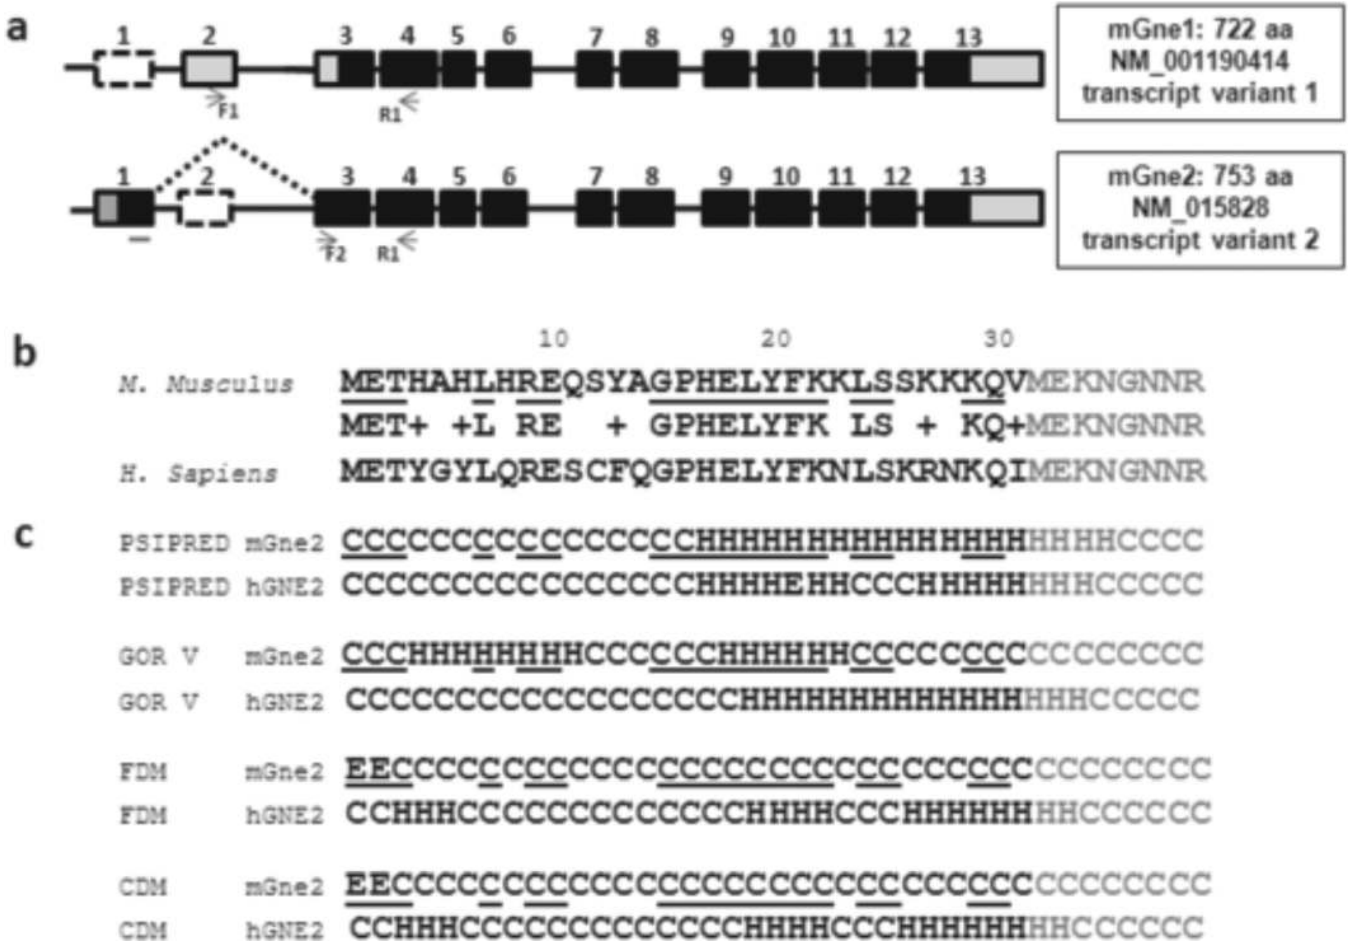 a
1 2 3 4 5 6 7 8 9 10 11 12 13
F1 R1
mGne1: 722 aa
NM_001190414
transcript variant 1
1 2 3 4 5 6 7 8 9 10 11 12 13
F2 R1
mGne2: 753 aa
NM_015828
transcript variant 2
b
10 20 30
M. Musculus METHAHLHREQSYAGPHELYFKKLSSKKKQVMEKNGNNR
MET+ +L RE + GPHELYFK LS + KQ+MEKNGNNR
H. Sapiens METYGYLQRESCFQGPHELYFKNLSKRNKQIMEKNGNNR
c
PSIPRED mGne2 CCCCCCCCCCCCCCCCHHHHHHHHHHHHHHHHHHHCCCC
PSIPRED hGNE2 CCCCCCCCCCCCCCCCHHHHEHHCCCHHHHHHHHCCCCC
GOR V mGne2 CCCHHHHHHHHCCCCCCHHHHHHCCCCCCCCCCCCCCCC
GOR V hGNE2 CCCCCCCCCCCCCCCCCCHHHHHHHHHHHHHHHHCCCCC
FDM mGne2 EECCCCCCCCCCCCCCCCCCCCCCCCCCCCCCCCCCCCC
FDM hGNE2 CCHHHCCCCCCCCCCCCCHHHHCCCHHHHHHHHCCCCCC
CDM mGne2 EECCCCCCCCCCCCCCCCCCCCCCCCCCCCCCCCCCCCC
CDM hGNE2 CCHHHCCCCCCCCCCCCCHHHHCCCHHHHHHHHCCCCCC